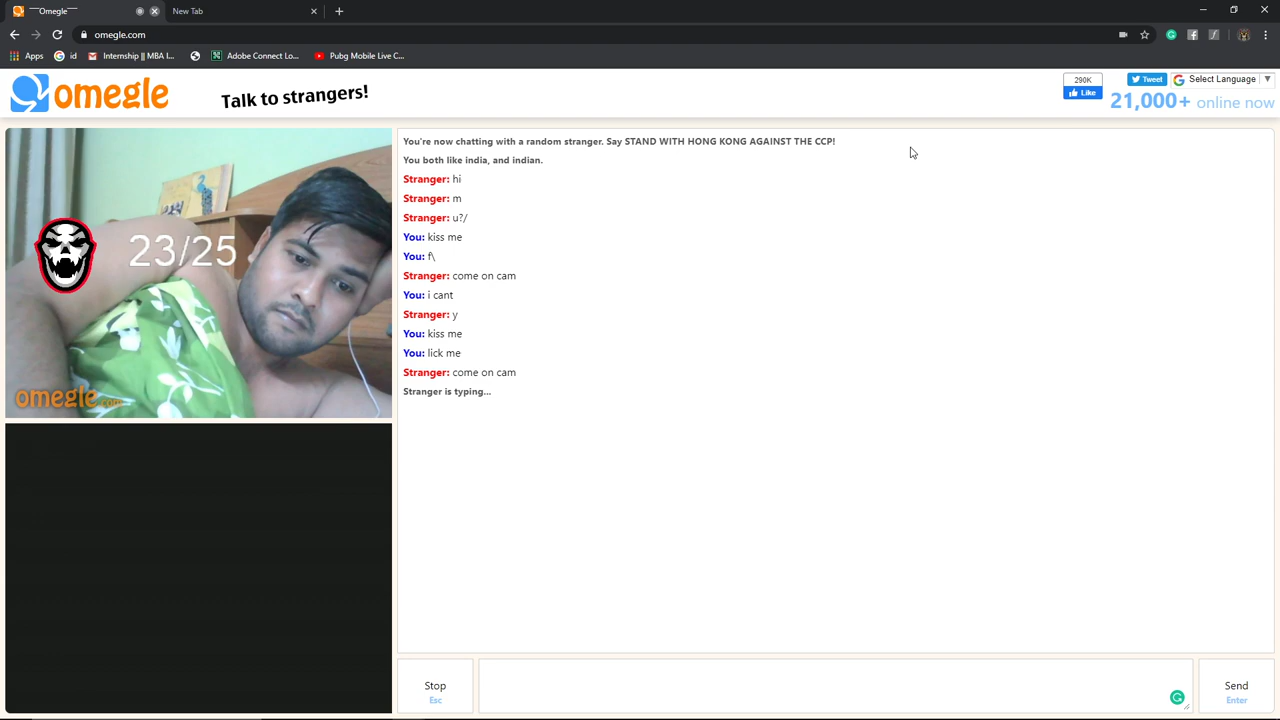 Omegle
New Tab
omegle.com
Apps
id
Internship || MBA I...
Adobe Connect Lo...
Pubg Mobile Live C...
omegle
Talk to strangers!
290K
Like
Tweet
Select Language
21,000+ online now
23/25
omegle.com
You're now chatting with a random stranger. Say STAND WITH HONG KONG AGAINST THE CCP!
You both like india, and indian.
Stranger: hi
Stranger: m
Stranger: u?/
You: kiss me
You: f\
Stranger: come on cam
You: i cant
Stranger: y
You: kiss me
You: lick me
Stranger: come on cam
Stranger is typing...
Stop
Esc
Send
Enter